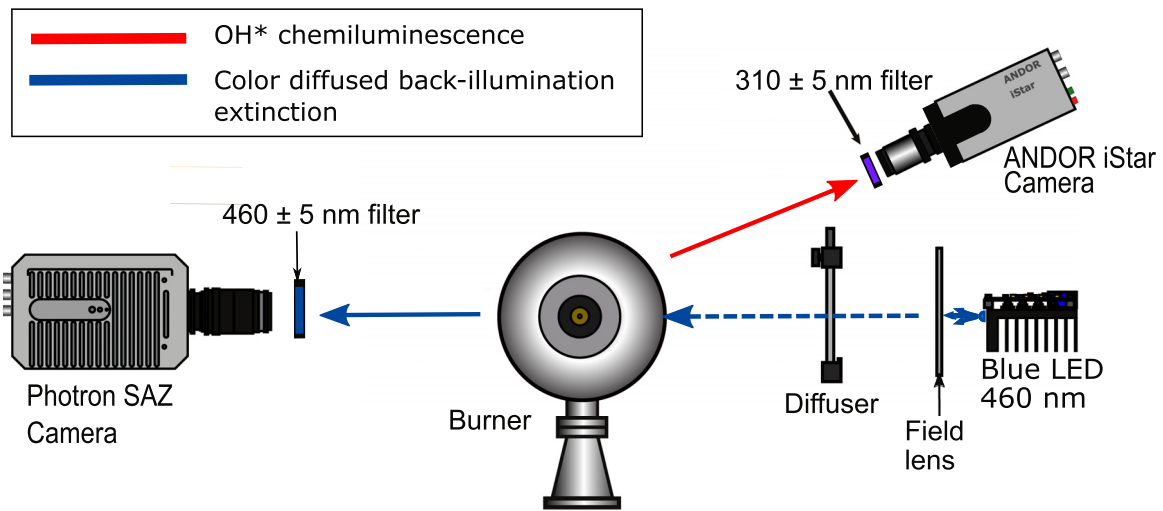 OH* chemiluminescence
Color diffused back-illumination
extinction
310 ± 5 nm filter
ANDOR
iStar
ANDOR iStar
Camera
460 ± 5 nm filter
Photron SAZ
Camera
Burner
Diffuser
Field
lens
Blue LED
460 nm